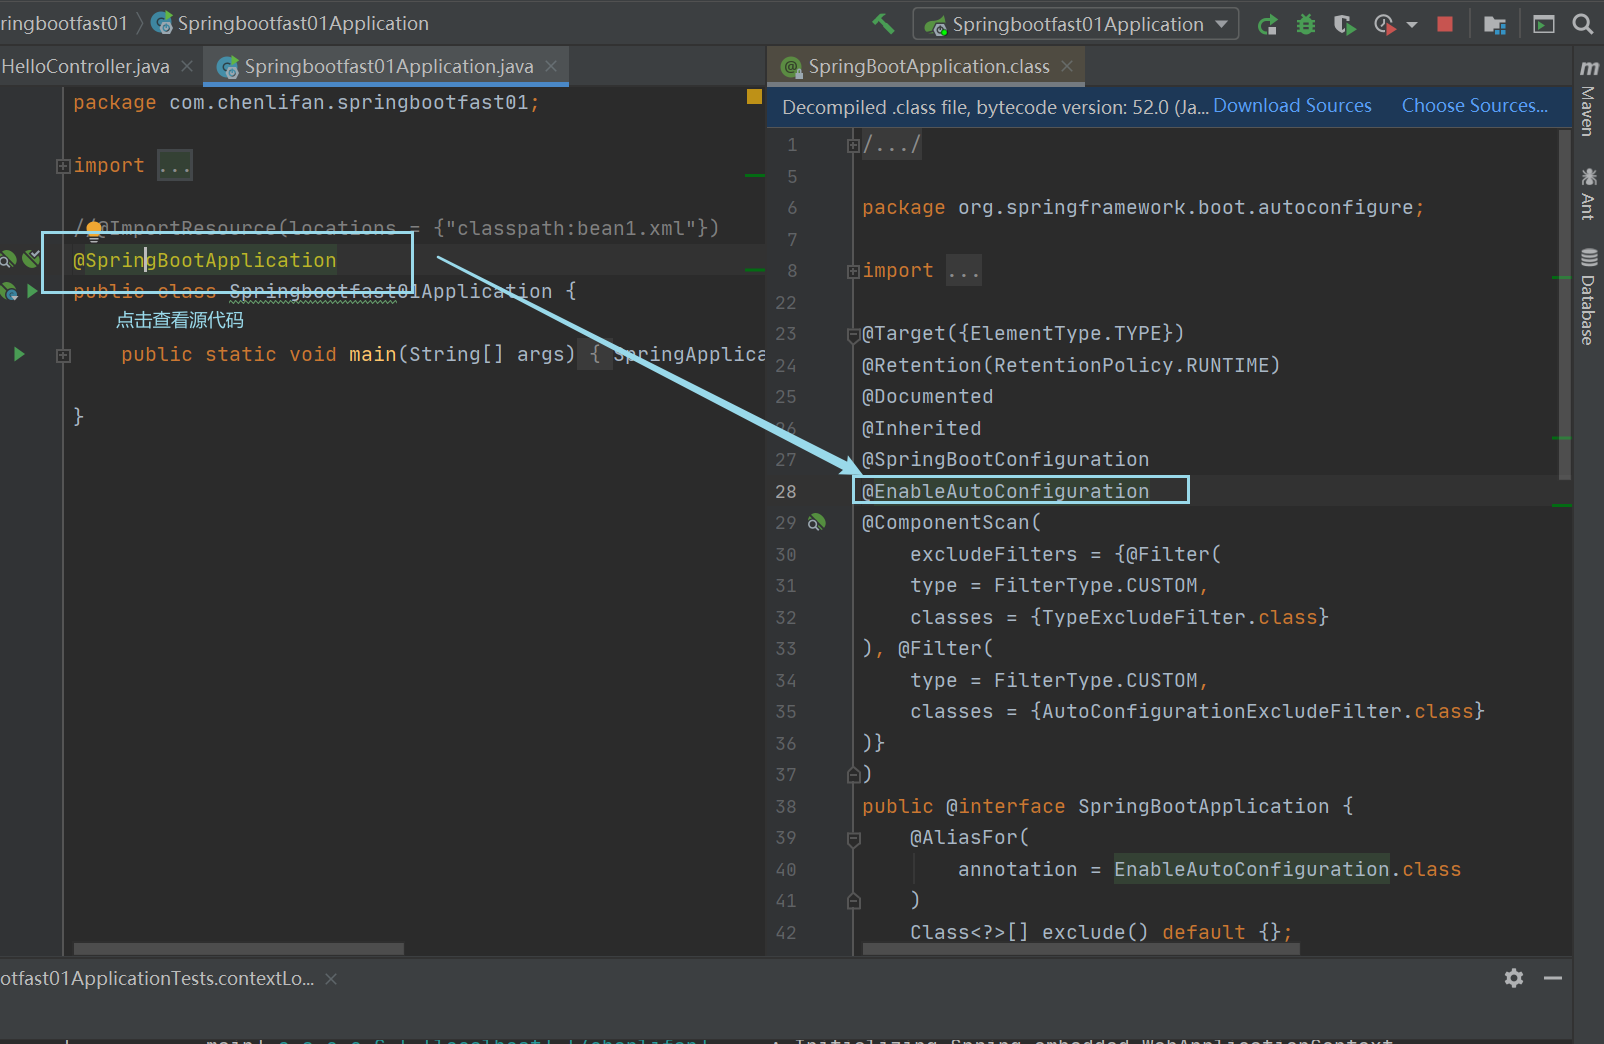 ringbootfast01 Springbootfast01Application
Springbootfast01Application
HelloController.java
Springbootfast01Application.java
package com.chenlifan.springbootfast01;
import ...
//@ImportResource(locations = {"classpath:bean1.xml"})
@SpringBootApplication
public class Springbootfast01Application {
点击查看源代码
public static void main(String[] args) { SpringApplica
}
SpringBootApplication.class
Decompiled .class file, bytecode version: 52.0 (Ja... Download Sources Choose Sources...
1 /.../
5
6 package org.springframework.boot.autoconfigure;
7
8 import ...
22
23 @Target({ElementType.TYPE})
24 @Retention(RetentionPolicy.RUNTIME)
25 @Documented
26 @Inherited
27 @SpringBootConfiguration
28 @EnableAutoConfiguration
29 @ComponentScan(
30 excludeFilters = {@Filter(
31 type = FilterType.CUSTOM,
32 classes = {TypeExcludeFilter.class}
33 ), @Filter(
34 type = FilterType.CUSTOM,
35 classes = {AutoConfigurationExcludeFilter.class}
36 )}
37 )
38 public @interface SpringBootApplication {
39 @AliasFor(
40 annotation = EnableAutoConfiguration.class
41 )
42 Class<?>[] exclude() default {};
m Maven
Ant
Database
otfast01ApplicationTests.contextLo...